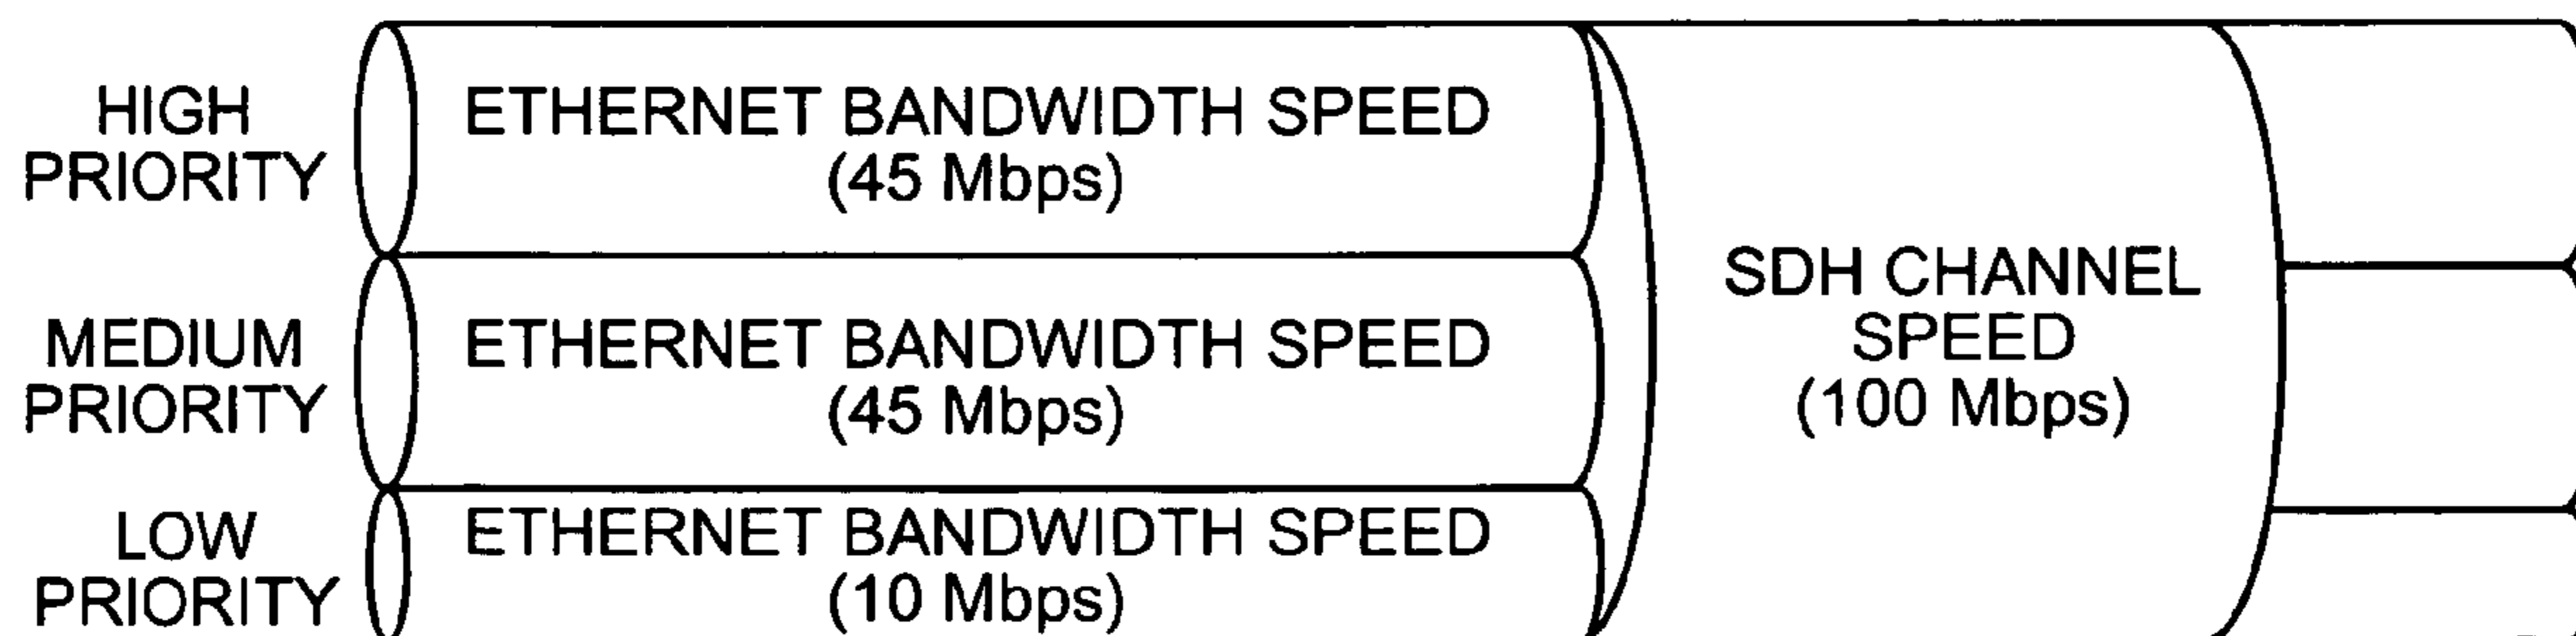 HIGH
PRIORITY
ETHERNET BANDWIDTH SPEED
(45 Mbps)
MEDIUM
PRIORITY
ETHERNET BANDWIDTH SPEED
(45 Mbps)
LOW
PRIORITY
ETHERNET BANDWIDTH SPEED
(10 Mbps)
SDH CHANNEL
SPEED
(100 Mbps)